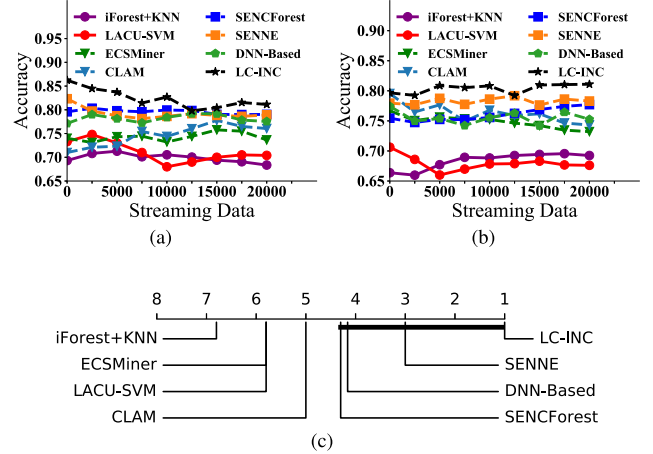 (a)
Accuracy
0.95
0.90
0.85
0.80
0.75
0.70
0.65
0 5000 10000 15000 20000
Streaming Data
iForest+KNN SENCForest
LACU-SVM SENNE
ECSMiner DNN-Based
CLAM LC-INC
(b)
Accuracy
0.90
0.85
0.80
0.75
0.70
0.65
0 5000 10000 15000 20000
Streaming Data
iForest+KNN SENCForest
LACU-SVM SENNE
ECSMiner DNN-Based
CLAM LC-INC
8 7 6 5 4 3 2 1
iForest+KNN LC-INC
ECSMiner SENNE
LACU-SVM DNN-Based
CLAM SENCForest
(c)